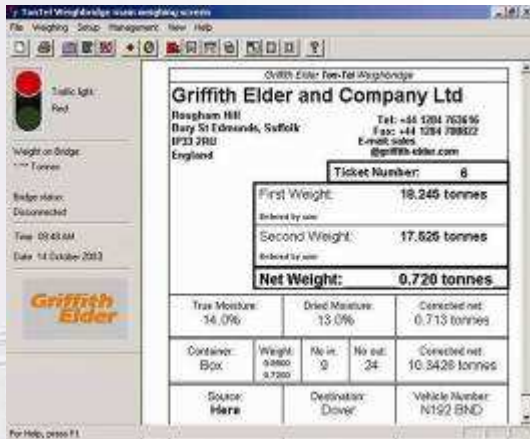 TonTel Weighbridge main weighing screen
File Weighing Setup Management View Help
Traffic light:
Red
Weight on Bridge:
Tonnes
Bridge status:
Disconnected
Time 09:43 AM
Date 14 October 2003
Griffith
Elder
Griffith Elder Ton-Tel Weighbridge
Griffith Elder and Company Ltd
Rougham Hill
Bury St Edmunds, Suffolk
IP33 2RU
England
Tel: +44 1284 763616
Fax: +44 1284 700822
E-mail: sales
@griffith-elder.com
Ticket Number: 6
First Weight: 18.245 tonnes
Entered by user
Second Weight: 17.525 tonnes
Entered by user
Net Weight: 0.720 tonnes
True Moisture: 14.0%
Dried Moisture: 13.0%
Corrected net: 0.713 tonnes
Container: Box
Weight:
0.7200
No in: 9
No out: 24
Corrected net: 10.3428 tonnes
Source: Here
Destination: Dover
Vehicle Number: N192 BND
For Help, press F1